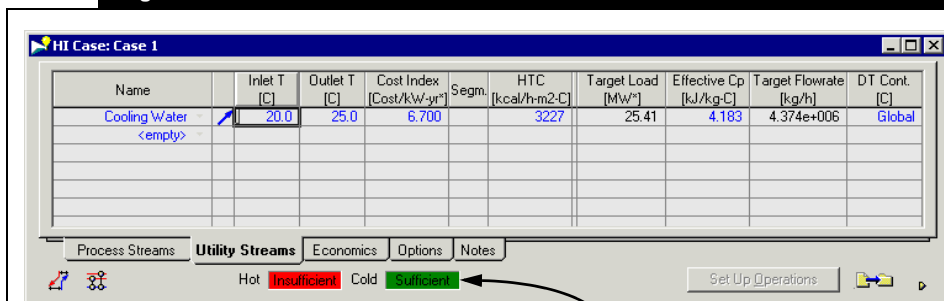 HI Case: Case 1
Name Inlet T [C] Outlet T [C] Cost Index [Cost/kW-yr*] Segm. HTC [kcal/h-m2-C] Target Load [MW*] Effective Cp [kJ/kg-C] Target Flowrate [kg/h] DT Cont. [C]
Cooling Water 20.0 25.0 6.700 3227 25.41 4.183 4.374e+006 Global
<empty>
Process Streams Utility Streams Economics Options Notes
Hot Insufficient Cold Sufficient Set Up Operations